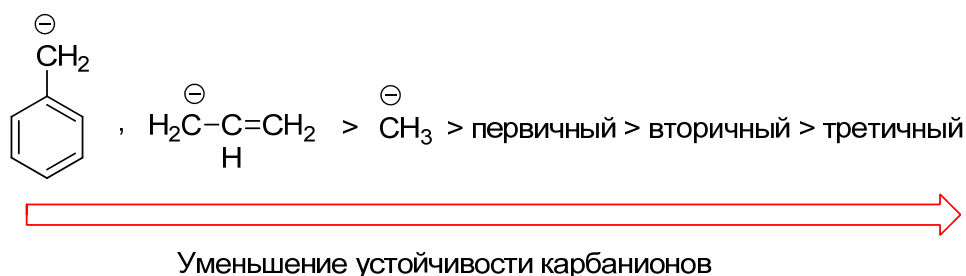 ⊖
CH₂
, H₂C–C=CH₂ > ⊖CH₃ > первичный > вторичный > третичный
⊖
H
Уменьшение устойчивости карбанионов